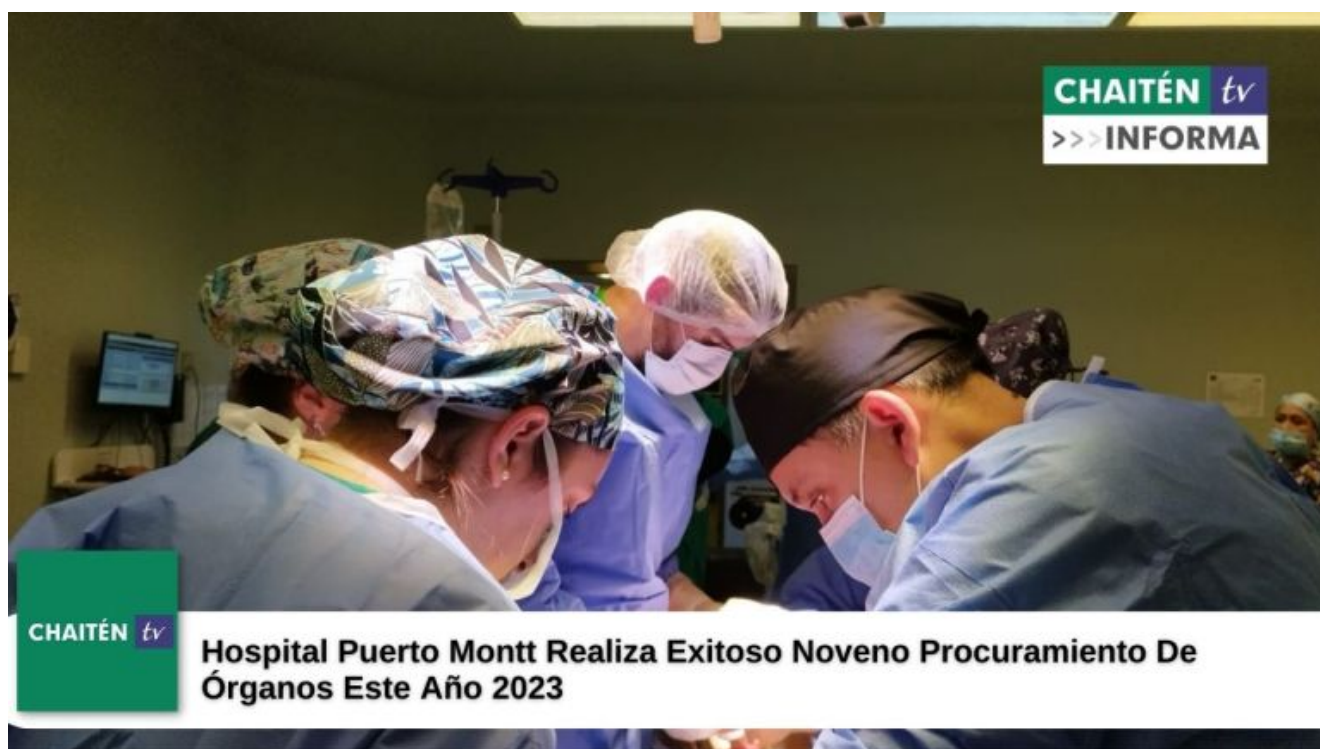 CHAITÉN tv
>>>INFORMA
CHAITÉN tv
Hospital Puerto Montt Realiza Exitoso Noveno Procuramiento De
Órganos Este Año 2023